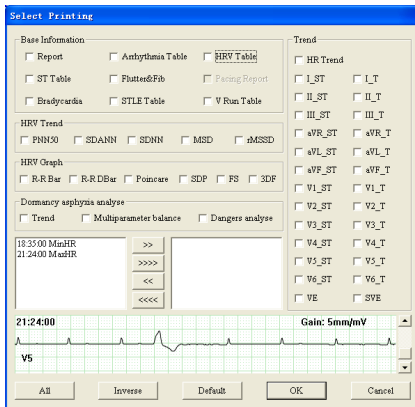 Select Printing
Base Information
Report Arrhythmia Table HRV Table
ST Table Flutter&Fib Pacing Report
Bradycardia STLE Table V Run Table
HRV Trend
PNN50 SDANN SDNN MSD rMSSD
HRV Graph
R-R Bar R-R DBar Poincare SDP FS 3DF
Dormancy asphyxia analyse
Trend Multiparameter balance Dangers analyse
18:35:00 MinHR
21:24:00 MaxHR
>>
>>>>
<<
<<<<
Trend
HR Trend
I_ST I_T
II_ST II_T
III_ST III_T
aVR_ST aVR_T
aVL_ST aVL_T
aVF_ST aVF_T
V1_ST V1_T
V2_ST V2_T
V3_ST V3_T
V4_ST V4_T
V5_ST V5_T
V6_ST V6_T
VE SVE
21:24:00 Gain: 5mm/mV
V5
All Inverse Default OK Cancel